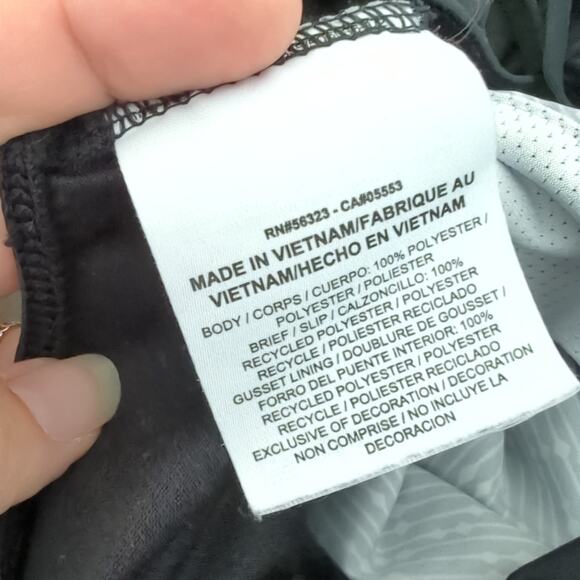 RN#56323 - CA#05553
MADE IN VIETNAM/FABRIQUE AU
VIETNAM/HECHO EN VIETNAM
BODY / CORPS / CUERPO: 100% POLYESTER /
POLYESTER / POLIESTER
BRIEF / SLIP / CALZONCILLO: 100%
RECYCLED POLYESTER / POLYESTER
RECYCLE / POLIESTER RECICLADO
GUSSET LINING / DOUBLURE DE GOUSSET /
FORRO DEL PUENTE INTERIOR: 100%
RECYCLED POLYESTER / POLYESTER
RECYCLE / POLIESTER RECICLADO
EXCLUSIVE OF DECORATION / DECORATION
NON COMPRISE / NO INCLUYE LA
DECORACION